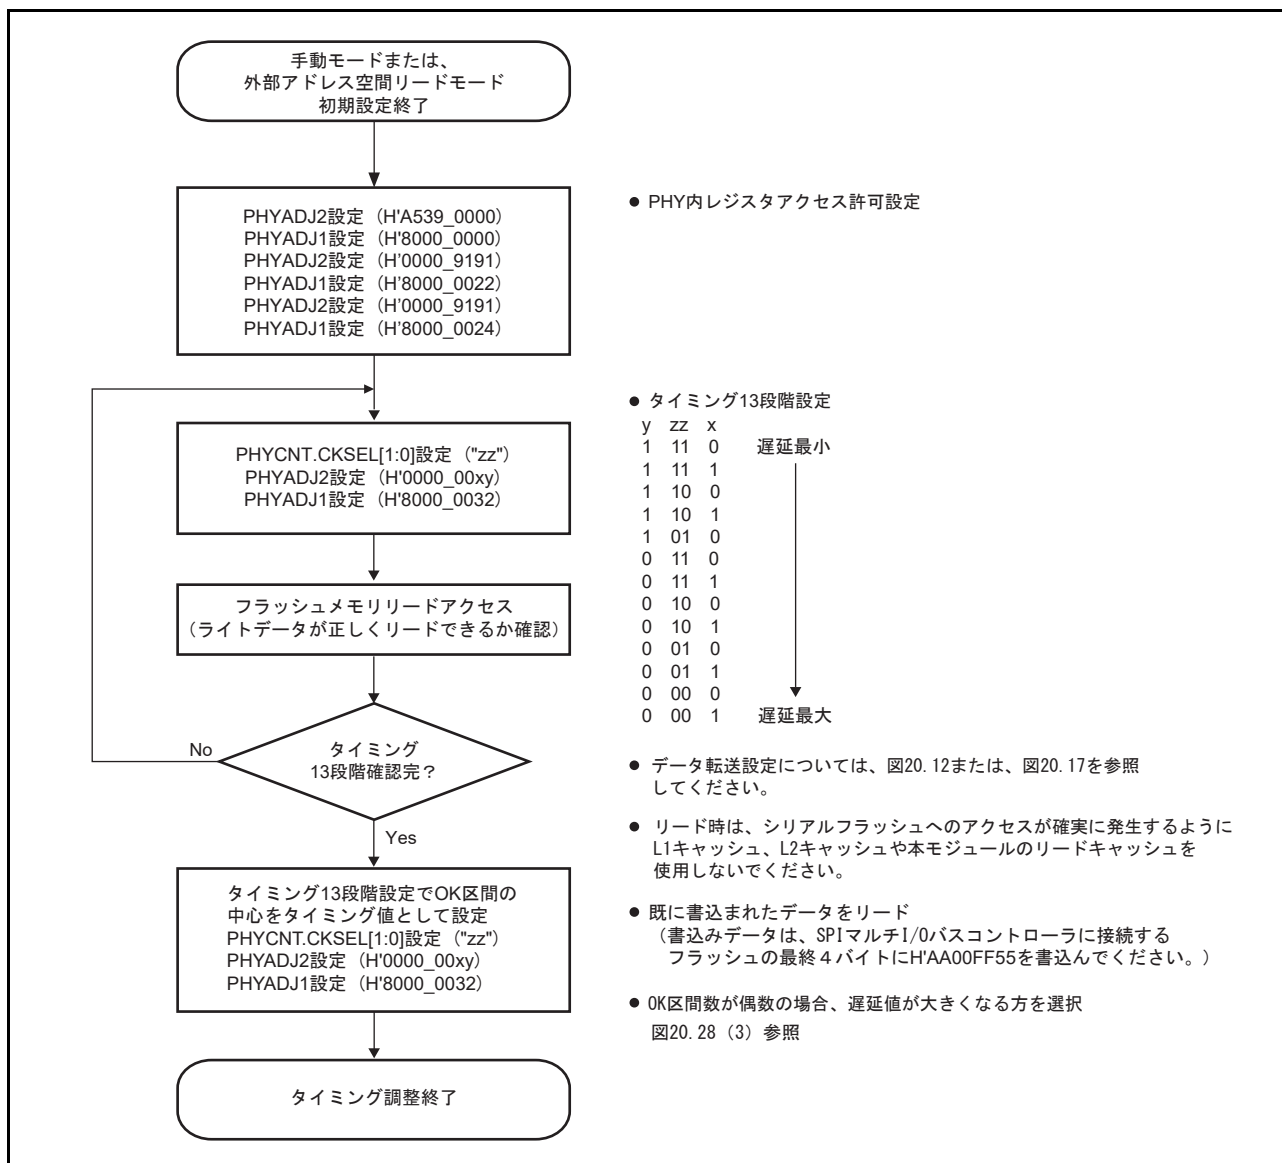 手動モードまたは、
外部アドレス空間リードモード
初期設定終了
PHYADJ2設定（H'A539_0000）
PHYADJ1設定（H'8000_0000）
PHYADJ2設定（H'0000_9191）
PHYADJ1設定（H'8000_0022）
PHYADJ2設定（H'0000_9191）
PHYADJ1設定（H'8000_0024）
● PHY内レジスタアクセス許可設定
PHYCNT.CKSEL[1:0]設定（"zz"）
PHYADJ2設定（H'0000_00xy）
PHYADJ1設定（H'8000_0032）
● タイミング13段階設定
y zz x
1 11 0 遅延最小
1 11 1
1 10 0
1 10 1
1 01 0
0 11 0
0 11 1
0 10 0
0 10 1
0 01 0
0 01 1
0 00 0
0 00 1 遅延最大
フラッシュメモリリードアクセス
（ライトデータが正しくリードできるか確認）
No
タイミング
13段階確認完？
Yes
● データ転送設定については、図20.12または、図20.17を参照
してください。
● リード時は、シリアルフラッシュへのアクセスが確実に発生するように
L1キャッシュ、L2キャッシュや本モジュールのリードキャッシュを
使用しないでください。
タイミング13段階設定でOK区間の
中心をタイミング値として設定
PHYCNT.CKSEL[1:0]設定（"zz"）
PHYADJ2設定（H'0000_00xy）
PHYADJ1設定（H'8000_0032）
● 既に書込まれたデータをリード
（書込みデータは、SPIマルチI/Oバスコントローラに接続する
フラッシュの最終４バイトにH'AA00FF55を書込んでください。）
● OK区間数が偶数の場合、遅延値が大きくなる方を選択
図20.28（3）参照
タイミング調整終了